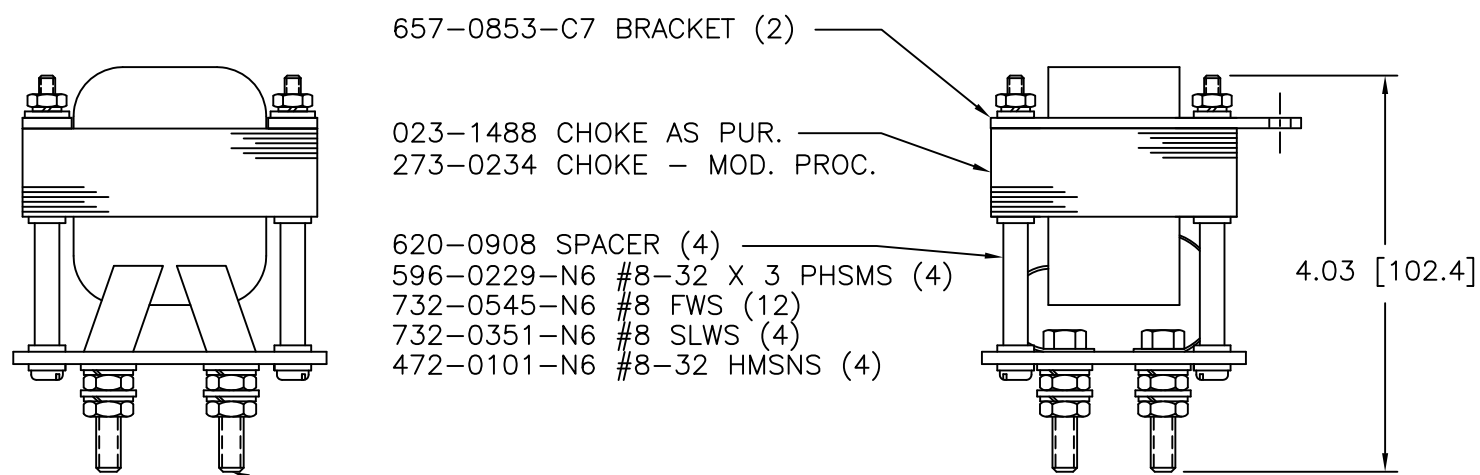 657-0853-C7 BRACKET (2)
023-1488 CHOKE AS PUR.
273-0234 CHOKE - MOD. PROC.
620-0908 SPACER (4)
596-0229-N6 #8-32 X 3 PHSMS (4)
732-0545-N6 #8 FWS (12)
732-0351-N6 #8 SLWS (4)
472-0101-N6 #8-32 HMSNS (4)
4.03 [102.4]